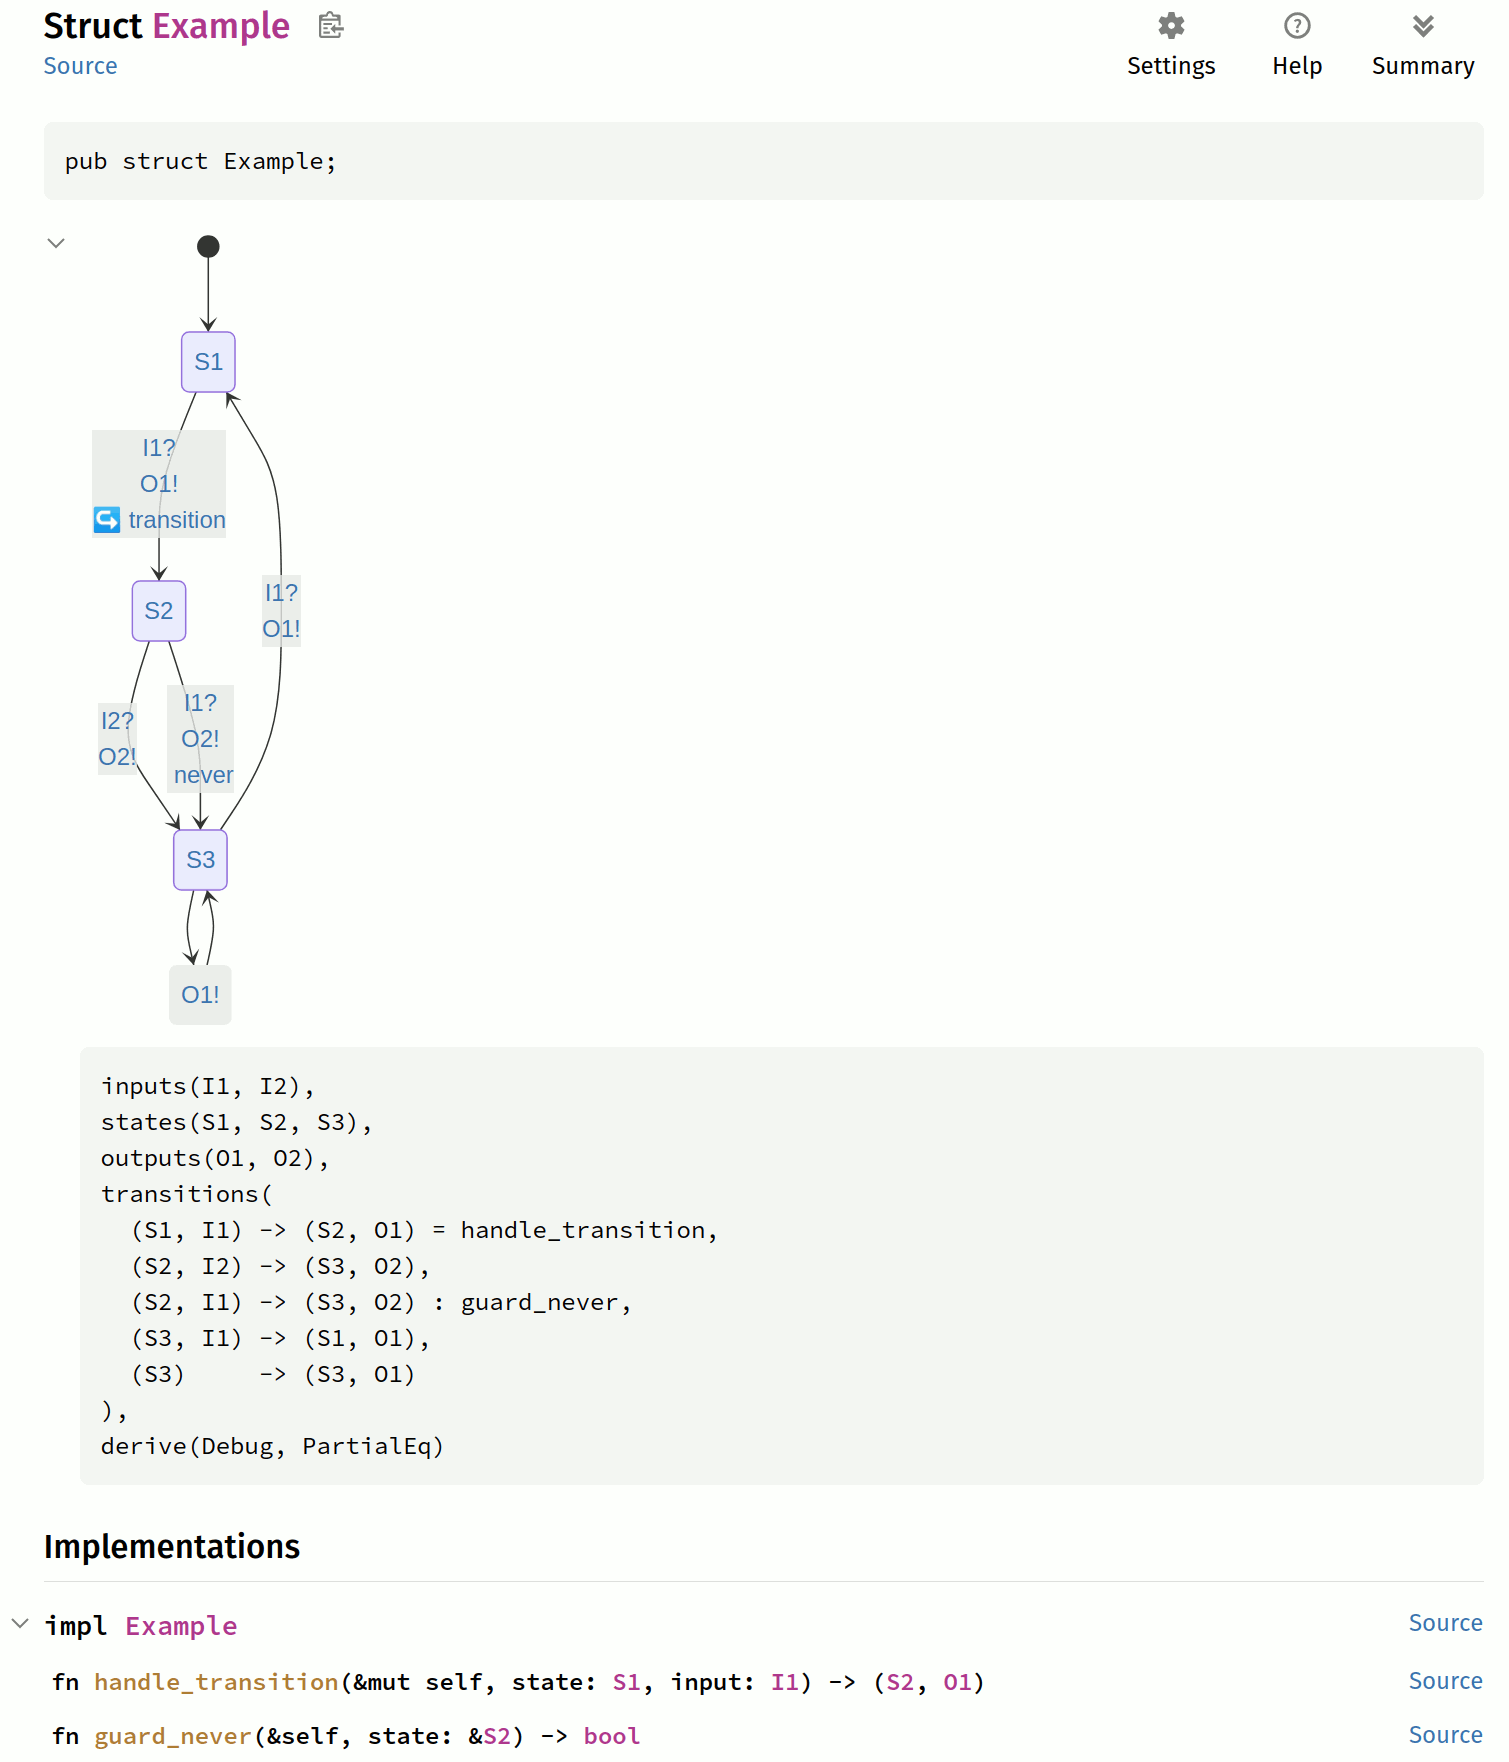 Struct Example
Source
Settings
Help
Summary
pub struct Example;
S1
I1?
O1!
↪️ transition
S2
I1?
O1!
I2?
O2!
I1?
O2!
never
S3
O1!
inputs(I1, I2),
states(S1, S2, S3),
outputs(O1, O2),
transitions(
  (S1, I1) -> (S2, O1) = handle_transition,
  (S2, I2) -> (S3, O2),
  (S2, I1) -> (S3, O2) : guard_never,
  (S3, I1) -> (S1, O1),
  (S3)     -> (S3, O1)
),
derive(Debug, PartialEq)
Implementations
impl Example Source
fn handle_transition(&mut self, state: S1, input: I1) -> (S2, O1) Source
fn guard_never(&self, state: &S2) -> bool Source